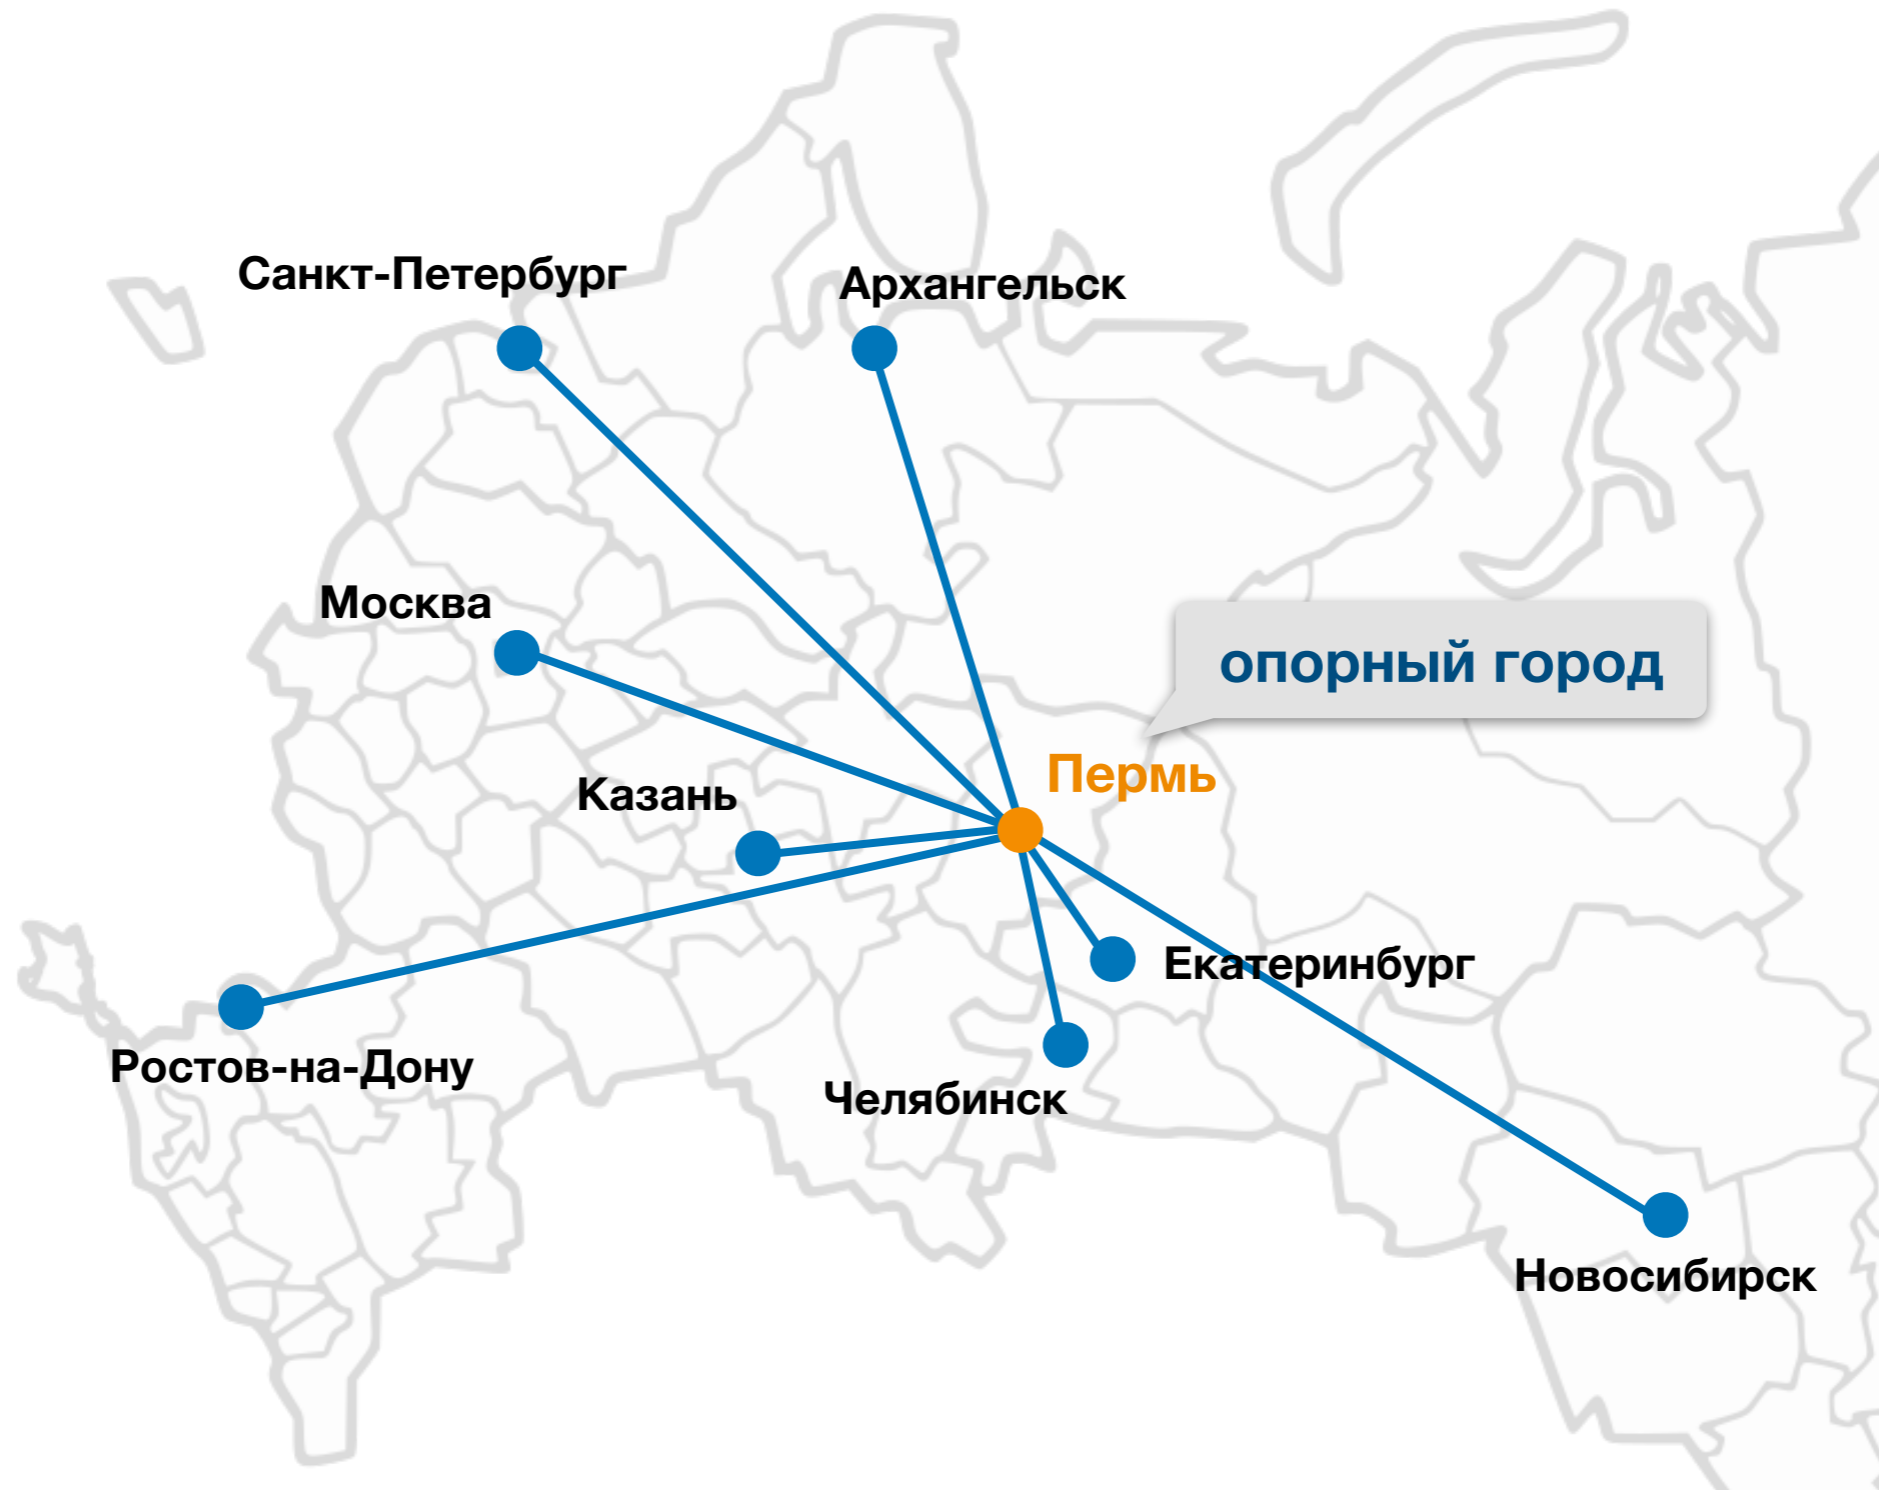 Санкт-Петербург
Архангельск
Москва
опорный город
Пермь
Казань
Екатеринбург
Ростов-на-Дону
Челябинск
Новосибирск